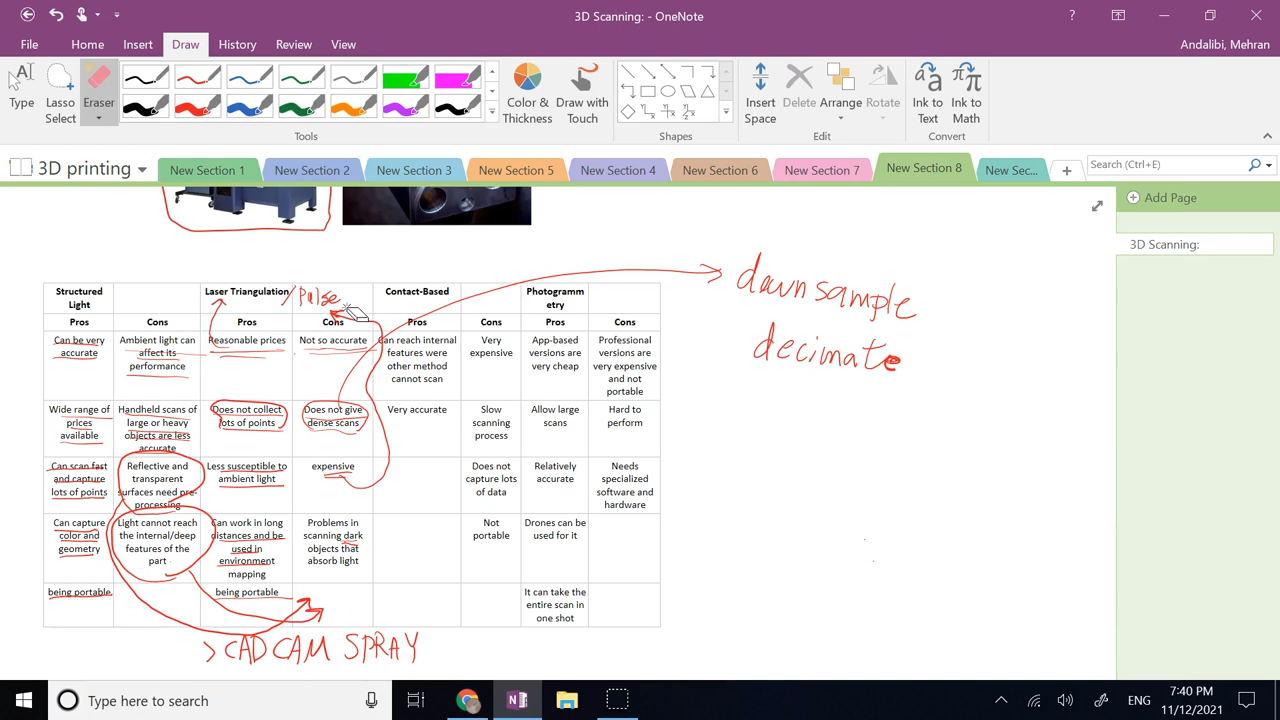 3D Scanning: - OneNote
?
File Home Insert Draw History Review View
Andalibi, Mehran
Type
Lasso Select
Eraser
Color & Thickness
Draw with Touch
Insert Space
Delete
Arrange
Rotate
Ink to Text
Ink to Math
Tools
Shapes
Edit
Convert
3D printing
New Section 1
New Section 2
New Section 3
New Section 4
New Section 5
New Section 6
New Section 7
New Section 8
New Sec...
Search (Ctrl+E)
Add Page
3D Scanning:
Structured Light
Laser Triangulation / Pulse
Contact-Based
Photogramm
etry
Pros Cons Pros Cons Pros Cons Pros Cons
Can be very accurate
Ambient light can affect its performance
Reasonable prices
Not so accurate
Can reach internal features were other method cannot scan
Very expensive
App-based versions are very cheap
Professional versions are very expensive and not portable
Wide range of prices available
Handheld scans of large or heavy objects are less accurate
Does not collect lots of points
Does not give dense scans
Very accurate
Slow scanning process
Allow large scans
Hard to perform
Can scan fast and capture lots of points
Reflective and transparent surfaces need pre-processing
Less susceptible to ambient light
expensive
Does not capture lots of data
Relatively accurate
Needs specialized software and hardware
Can capture color and geometry
Light cannot reach the internal/deep features of the part
Can work in long distances and be used in environment mapping
Problems in scanning dark objects that absorb light
Not portable
Drones can be used for it
being portable
being portable
It can take the entire scan in one shot
downsample
decimate
> CAD CAM SPRAY
Type here to search
ENG
7:40 PM
11/12/2021